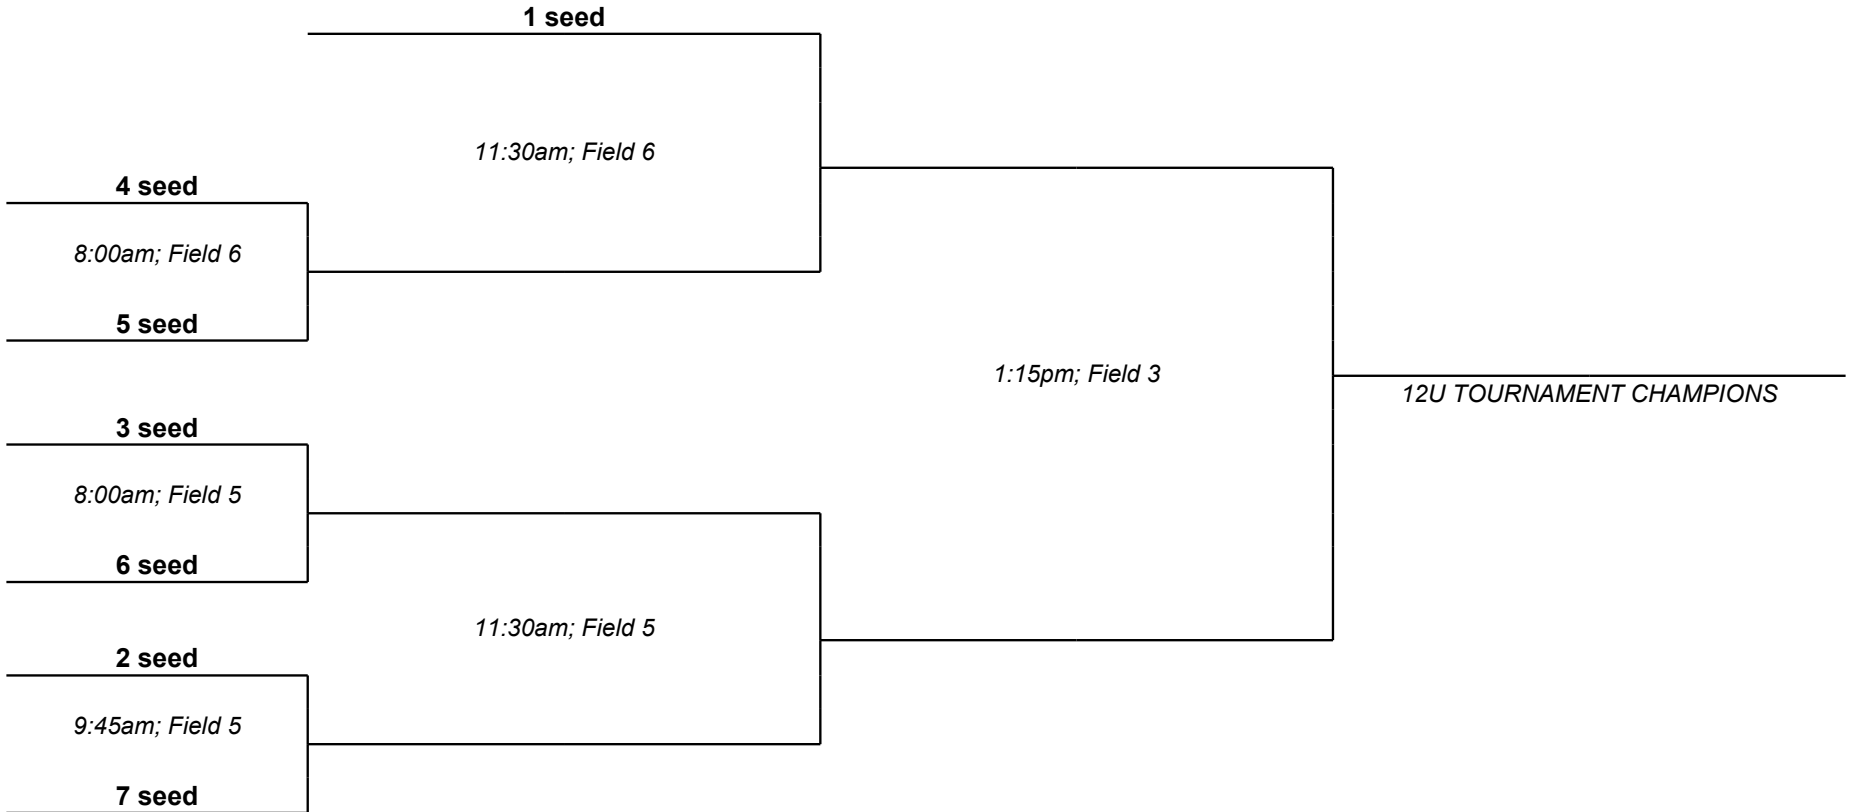 1 seed
11:30am; Field 6
4 seed
8:00am; Field 6
5 seed
1:15pm; Field 3
12U TOURNAMENT CHAMPIONS
3 seed
8:00am; Field 5
6 seed
11:30am; Field 5
2 seed
9:45am; Field 5
7 seed